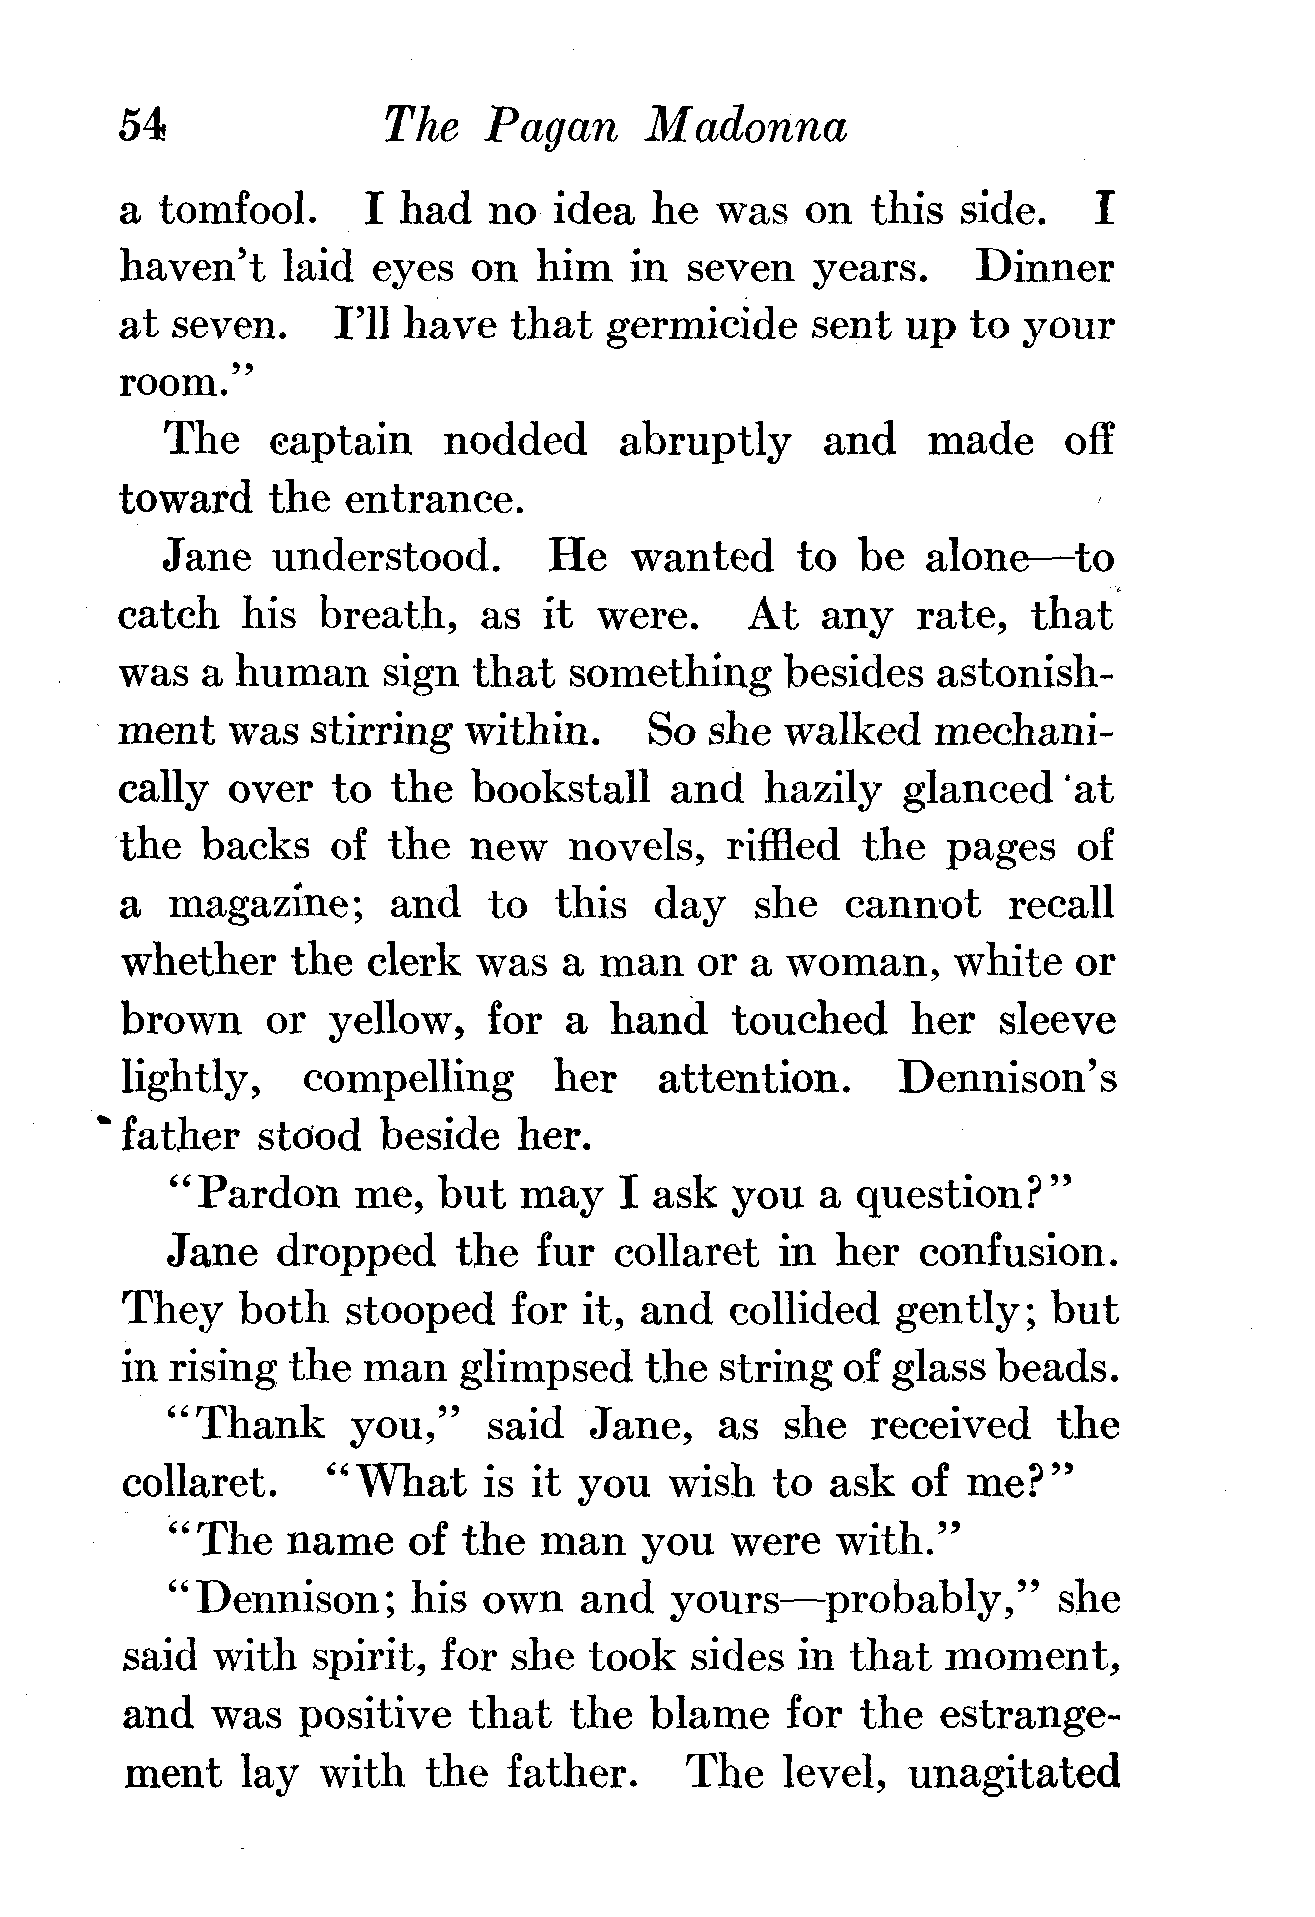 54 The Pagan Madonna
a tomfool. I had no idea he was on this side. I
haven't laid eyes on him in seven years. Dinner
at seven. I'll have that germicide sent up to your
room."
The captain nodded abruptly and made off
toward the entrance.
Jane understood. He wanted to be alone—to
catch his breath, as it were. At any rate, that
was a human sign that something besides astonish-
ment was stirring within. So she walked mechani-
cally over to the bookstall and hazily glanced at
the backs of the new novels, riffled the pages of
a magazine; and to this day she cannot recall
whether the clerk was a man or a woman, white or
brown or yellow, for a hand touched her sleeve
lightly, compelling her attention. Dennison's
father stood beside her.
"Pardon me, but may I ask you a question?"
Jane dropped the fur collaret in her confusion.
They both stooped for it, and collided gently; but
in rising the man glimpsed the string of glass beads.
"Thank you," said Jane, as she received the
collaret. "What is it you wish to ask of me?"
"The name of the man you were with."
"Dennison; his own and yours—probably," she
said with spirit, for she took sides in that moment,
and was positive that the blame for the estrange-
ment lay with the father. The level, unagitated